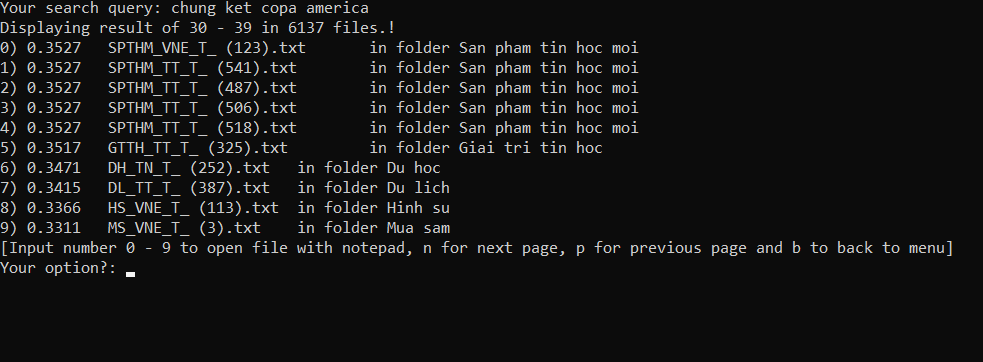 Your search query: chung ket copa america
Displaying result of 30 - 39 in 6137 files.!
0) 0.3527   SPTHM_VNE_T_ (123).txt       in folder San pham tin hoc moi
1) 0.3527   SPTHM_TT_T_ (541).txt        in folder San pham tin hoc moi
2) 0.3527   SPTHM_TT_T_ (487).txt        in folder San pham tin hoc moi
3) 0.3527   SPTHM_TT_T_ (506).txt        in folder San pham tin hoc moi
4) 0.3527   SPTHM_TT_T_ (518).txt        in folder San pham tin hoc moi
5) 0.3517   GTTH_TT_T_ (325).txt         in folder Giai tri tin hoc
6) 0.3471   DH_TN_T_ (252).txt   in folder Du hoc
7) 0.3415   DL_TT_T_ (387).txt   in folder Du lich
8) 0.3366   HS_VNE_T_ (113).txt  in folder Hinh su
9) 0.3311   MS_VNE_T_ (3).txt    in folder Mua sam
[Input number 0 - 9 to open file with notepad, n for next page, p for previous page and b to back to menu]
Your option?: